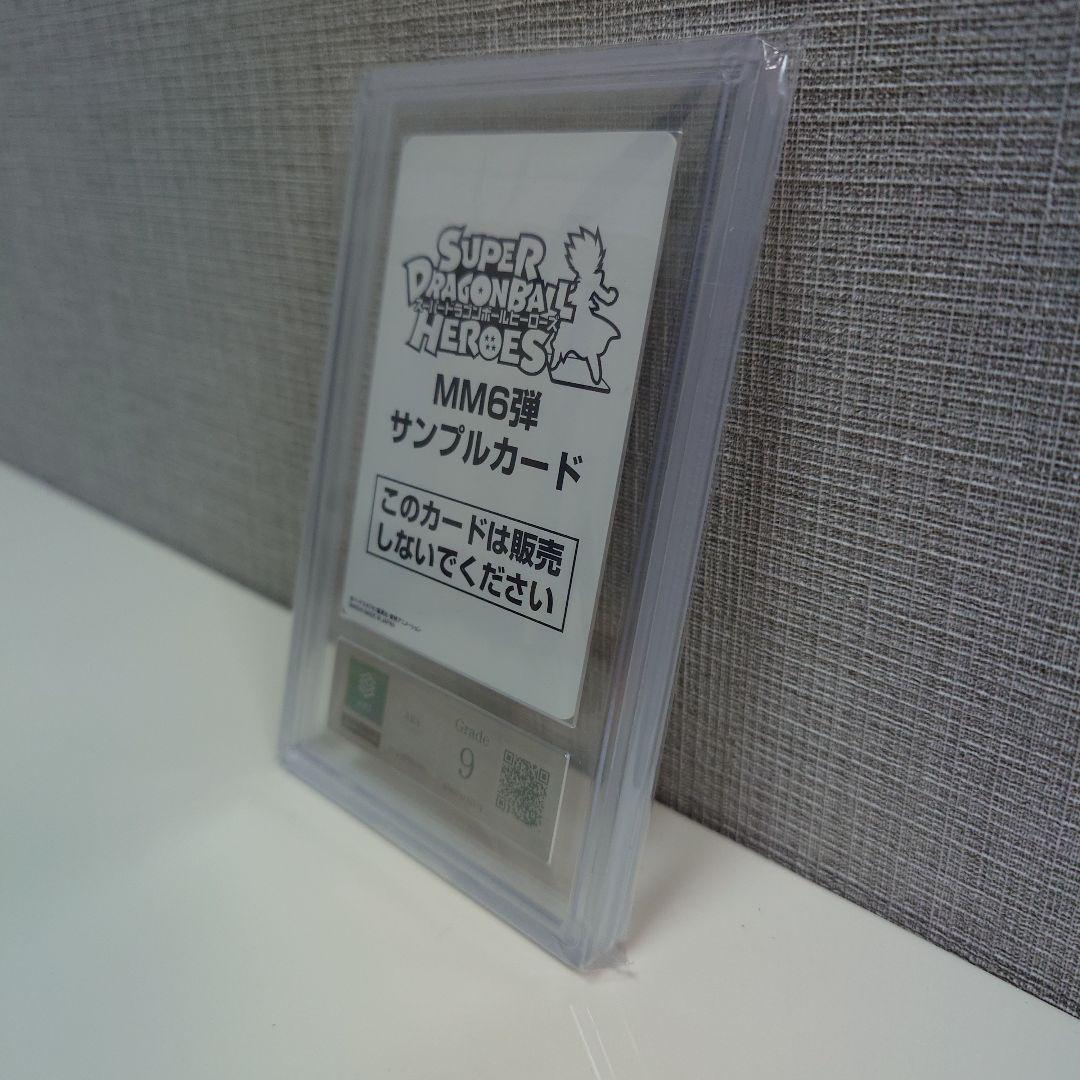 SUPER
DRAGONBALL
スーパードラゴンボールヒーローズ
HEROES
MM6弾
サンプルカード
このカードは販売
しないでください
Grade
9